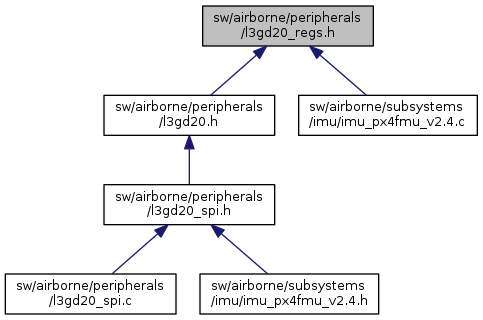 sw/airborne/peripherals
/l3gd20_regs.h
sw/airborne/peripherals
/l3gd20.h
sw/airborne/subsystems
/imu/imu_px4fmu_v2.4.c
sw/airborne/peripherals
/l3gd20_spi.h
sw/airborne/peripherals
/l3gd20_spi.c
sw/airborne/subsystems
/imu/imu_px4fmu_v2.4.h